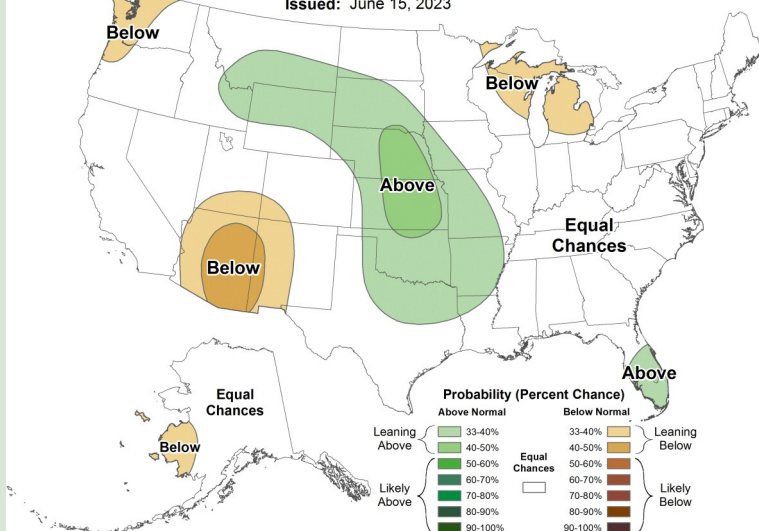 Issued: June 15, 2023
Below
Below
Above
Equal
Chances
Below
Above
Equal
Chances
Below
Probability (Percent Chance)
Above Normal
Below Normal
Leaning
Above
33-40%
40-50%
50-60%
60-70%
70-80%
80-90%
90-100%
Likely
Above
Equal
Chances
33-40%
40-50%
50-60%
60-70%
70-80%
80-90%
90-100%
Leaning
Below
Likely
Below